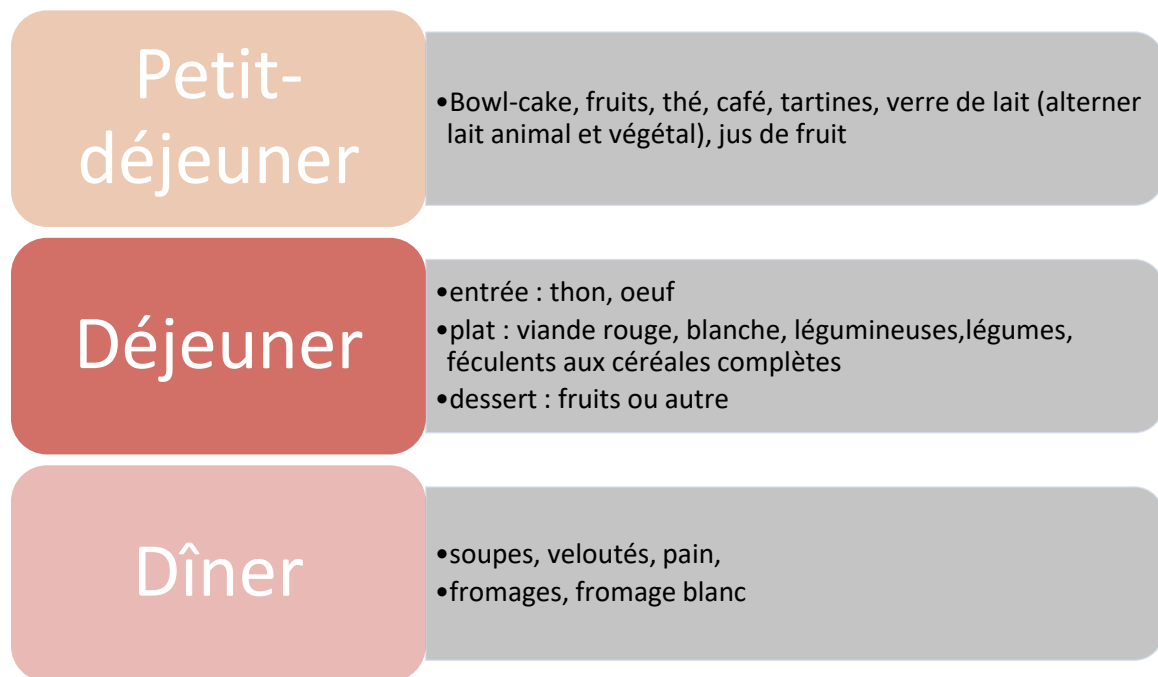 Petit-
déjeuner
•Bowl-cake, fruits, thé, café, tartines, verre de lait (alterner
lait animal et végétal), jus de fruit
Déjeuner
•entrée : thon, oeuf
•plat : viande rouge, blanche, légumineuses,légumes,
féculents aux céréales complètes
•dessert : fruits ou autre
Dîner
•soupes, veloutés, pain,
•fromages, fromage blanc